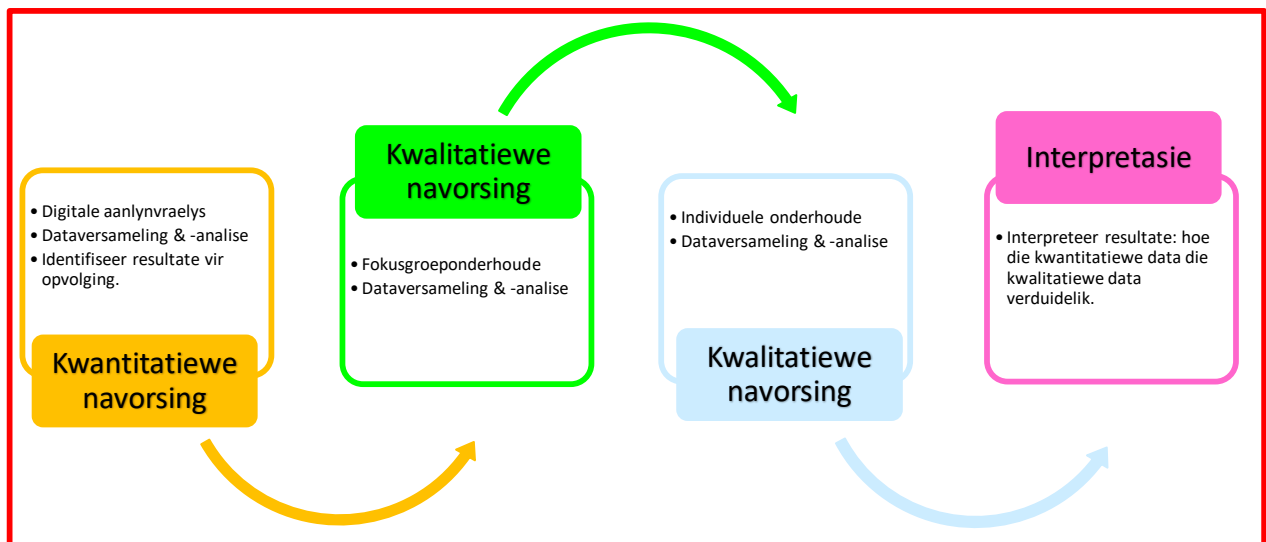 • Digitale aanlynvraelys
• Dataversameling & -analise
• Identifiseer resultate vir
opvolging.
Kwantitatiewe
navorsing
Kwalitatiewe
navorsing
• Fokusgroeponderhoude
• Dataversameling & -analise
• Individuele onderhoude
• Dataversameling & -analise
Kwalitatiewe
navorsing
Interpretasie
• Interpreteer resultate: hoe
die kwantitatiewe data die
kwalitatiewe data
verduidelik.